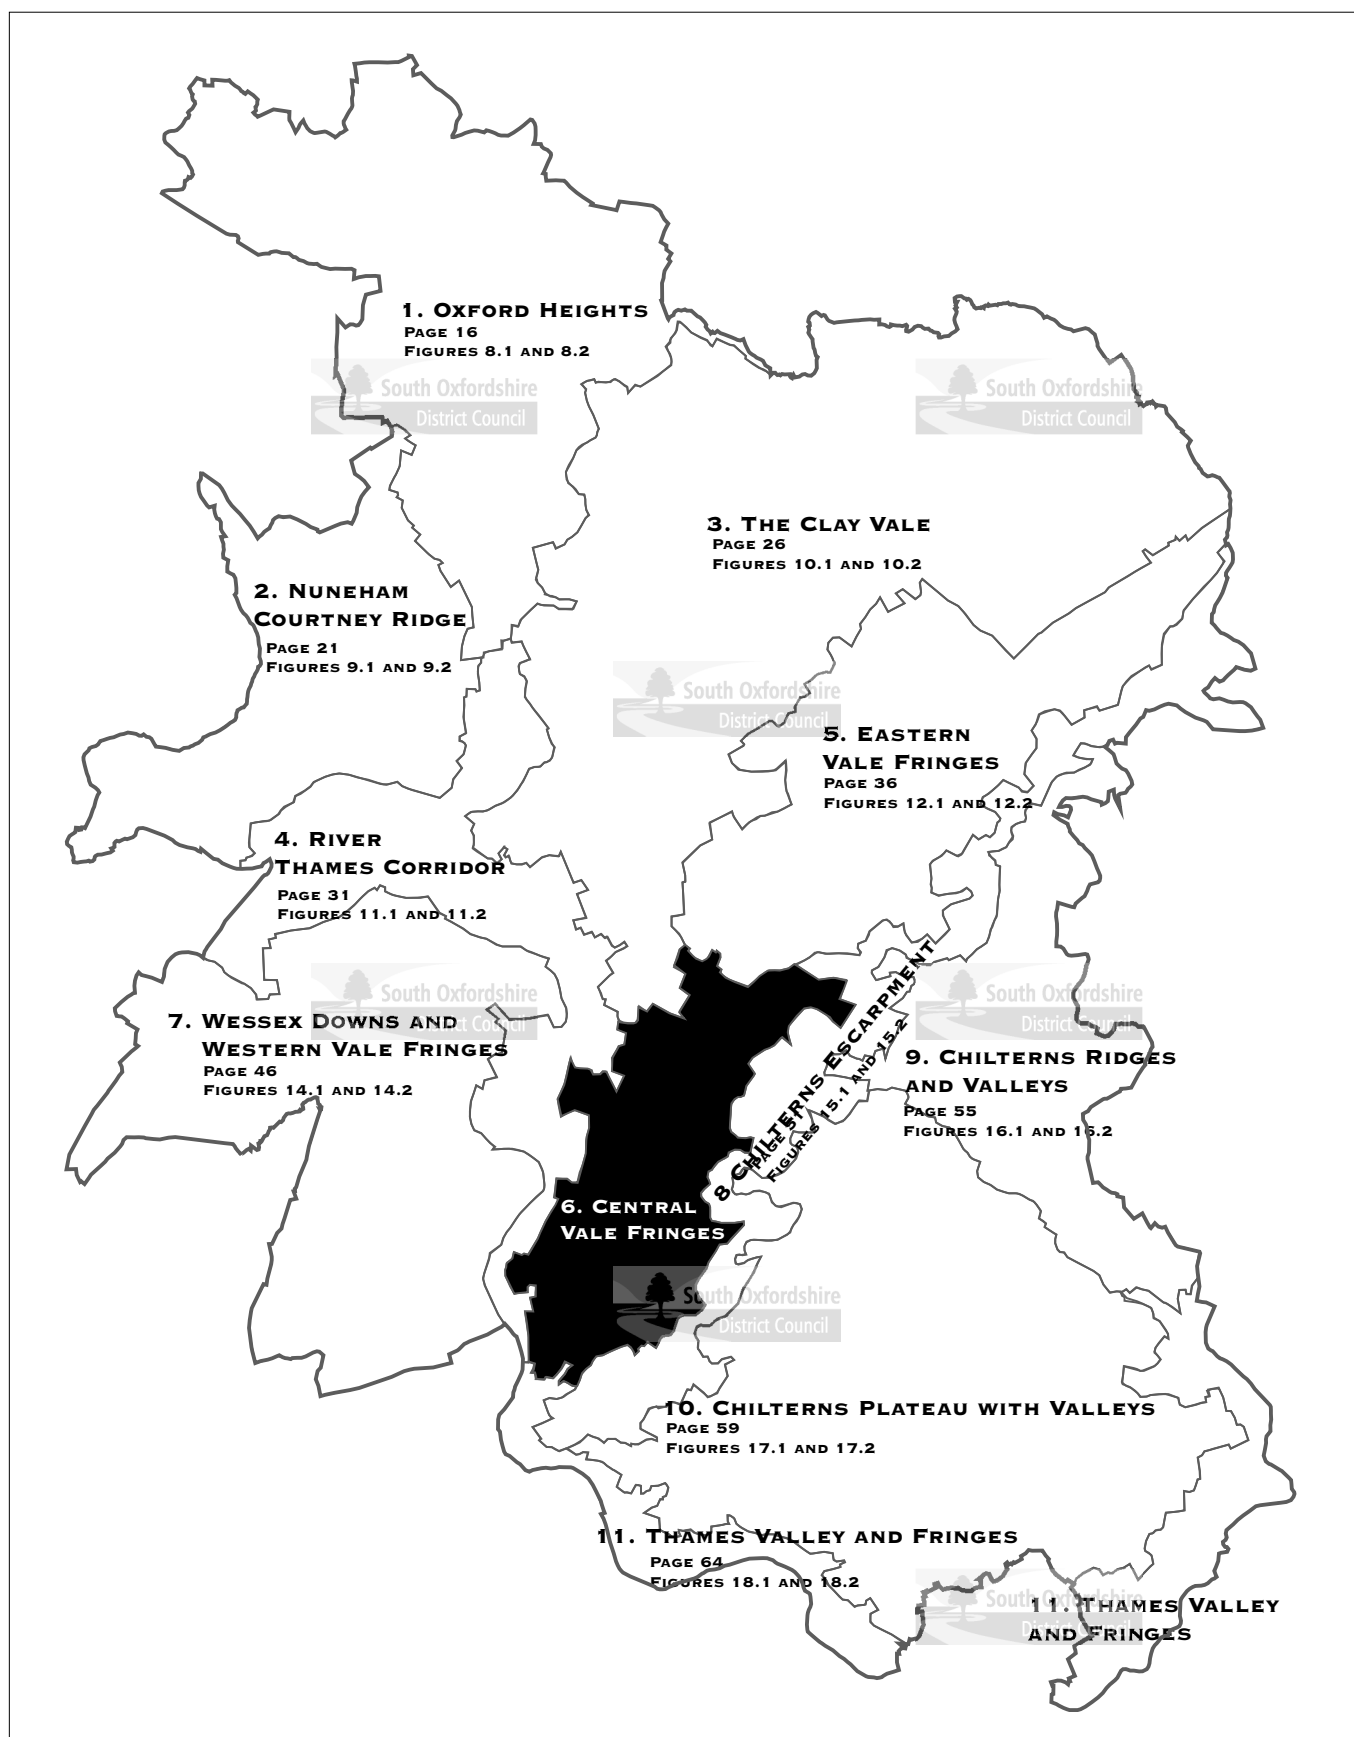 1. Oxford Heights
Page 16
Figures 8.1 and 8.2
South Oxfordshire
District Council
South Oxfordshire
District Council
3. The Clay Vale
Page 26
Figures 10.1 and 10.2
2. Nuneham
Courtney Ridge
Page 21
Figures 9.1 and 9.2
South Oxfordshire
District Council
5. Eastern
Vale Fringes
Page 36
Figures 12.1 and 12.2
4. River
Thames Corridor
Page 31
Figures 11.1 and 11.2
8 Chilterns Escarpment
Page 51
Figures 15.1 and 15.2
South Oxfordshire
District Council
South Oxfordshire
District Council
7. Wessex Downs and
Western Vale Fringes
Page 46
Figures 14.1 and 14.2
9. Chilterns Ridges
and Valleys
Page 55
Figures 16.1 and 16.2
6. Central
Vale Fringes
South Oxfordshire
District Council
10. Chilterns Plateau with Valleys
Page 59
Figures 17.1 and 17.2
11. Thames Valley and Fringes
Page 64
Figures 18.1 and 18.2
South Oxfordshire
District Council
11. Thames Valley
and Fringes